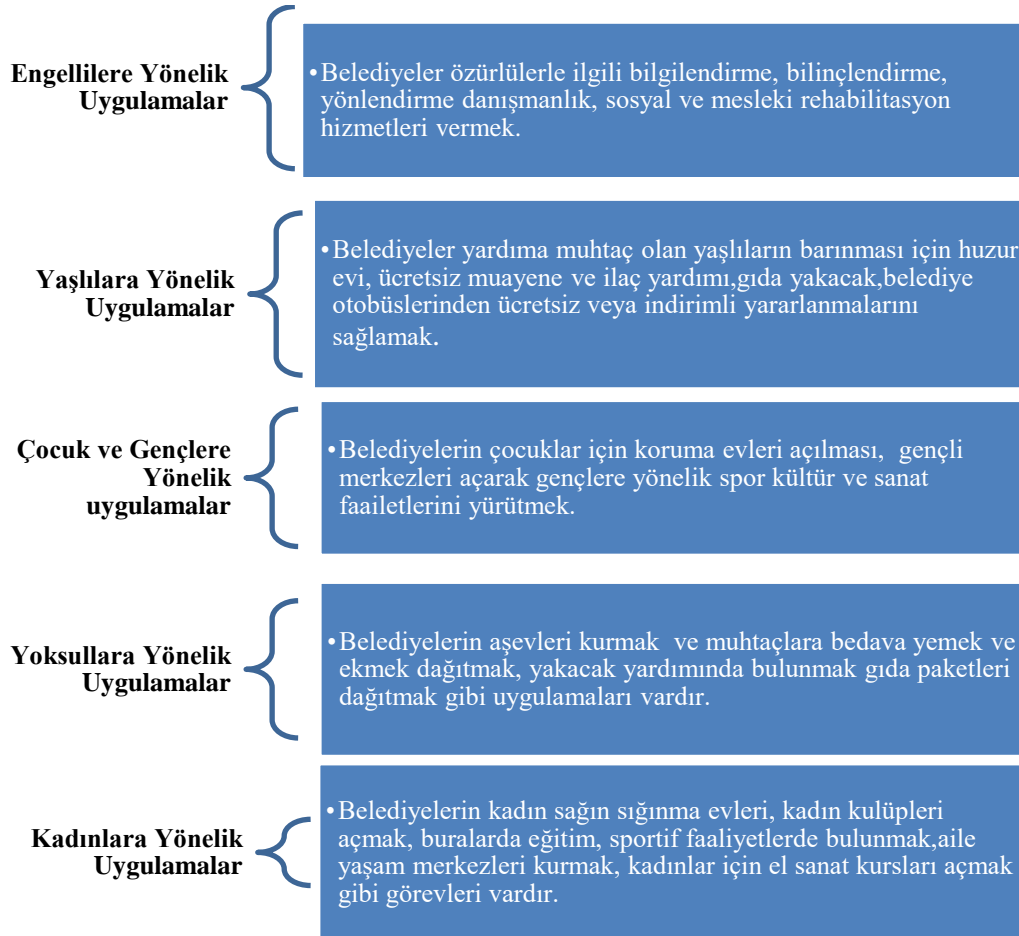 Engellilere Yönelik
Uygulamalar
•Belediyeler özürlülerle ilgili bilgilendirme, bilinçlendirme,
yönlendirme danışmanlık, sosyal ve mesleki rehabilitasyon
hizmetleri vermek.
Yaşlılara Yönelik
Uygulamalar
•Belediyeler yardıma muhtaç olan yaşlıların barınması için huzur
evi, ücretsiz muayene ve ilaç yardımı,gıda yakacak,belediye
otobüslerinden ücretsiz veya indirimli yararlanmalarını
sağlamak.
Çocuk ve Gençlere
Yönelik
uygulamalar
•Belediyelerin çocuklar için koruma evleri açılması,  gençli
merkezleri açarak gençlere yönelik spor kültür ve sanat
faailetlerini yürütmek.
Yoksullara Yönelik
Uygulamalar
•Belediyelerin aşevleri kurmak  ve muhtaçlara bedava yemek ve
ekmek dağıtmak, yakacak yardımında bulunmak gıda paketleri
dağıtmak gibi uygulamaları vardır.
Kadınlara Yönelik
Uygulamalar
•Belediyelerin kadın sağın sığınma evleri, kadın kulüpleri
açmak, buralarda eğitim, sportif faaliyetlerde bulunmak,aile
yaşam merkezleri kurmak, kadınlar için el sanat kursları açmak
gibi görevleri vardır.